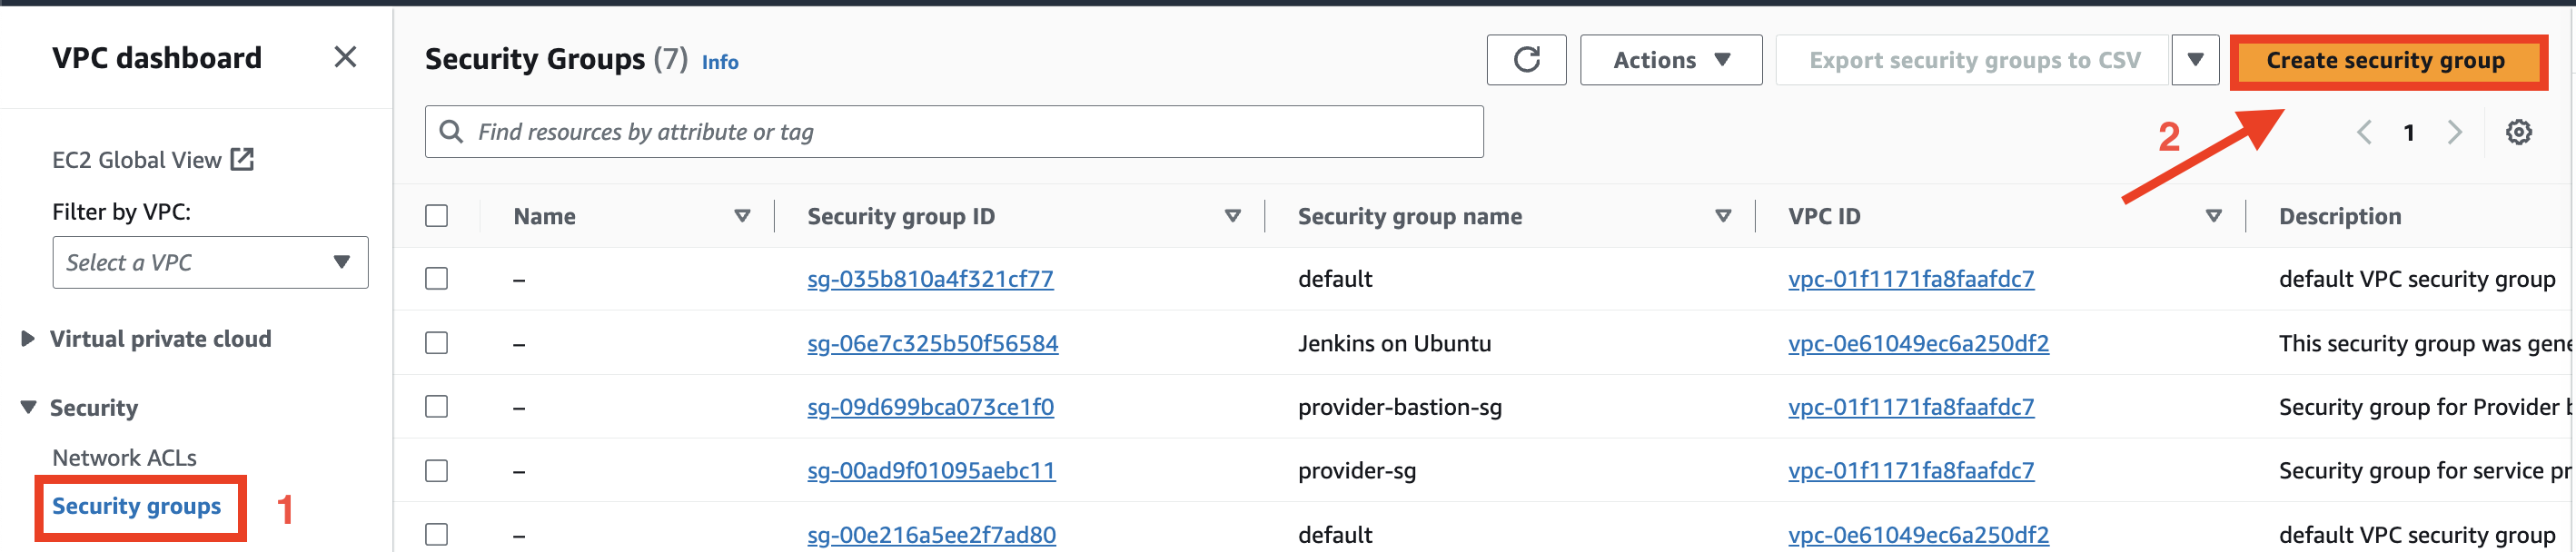 VPC dashboard
EC2 Global View
Filter by VPC:
Select a VPC
Virtual private cloud
Security
Network ACLs
Security groups
1
Security Groups (7) Info
Actions
Export security groups to CSV
Create security group
Find resources by attribute or tag
2
1
Name Security group ID Security group name VPC ID Description
– sg-035b810a4f321cf77 default vpc-01f1171fa8faafdc7 default VPC security group
– sg-06e7c325b50f56584 Jenkins on Ubuntu vpc-0e61049ec6a250df2 This security group was gene
– sg-09d699bca073ce1f0 provider-bastion-sg vpc-01f1171fa8faafdc7 Security group for Provider b
– sg-00ad9f01095aebc11 provider-sg vpc-01f1171fa8faafdc7 Security group for service pr
– sg-00e216a5ee2f7ad80 default vpc-0e61049ec6a250df2 default VPC security group